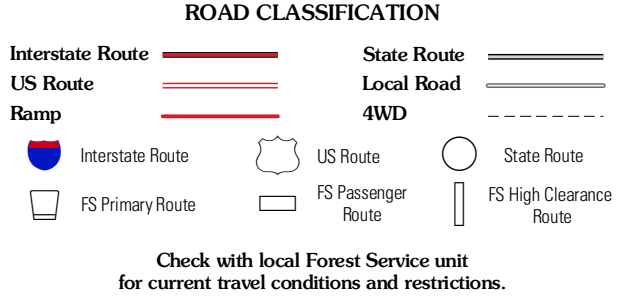 ROAD CLASSIFICATION
Interstate Route
State Route
US Route
Local Road
Ramp
4WD
Interstate Route
US Route
State Route
FS Primary Route
FS Passenger
Route
FS High Clearance
Route
Check with local Forest Service unit
for current travel conditions and restrictions.